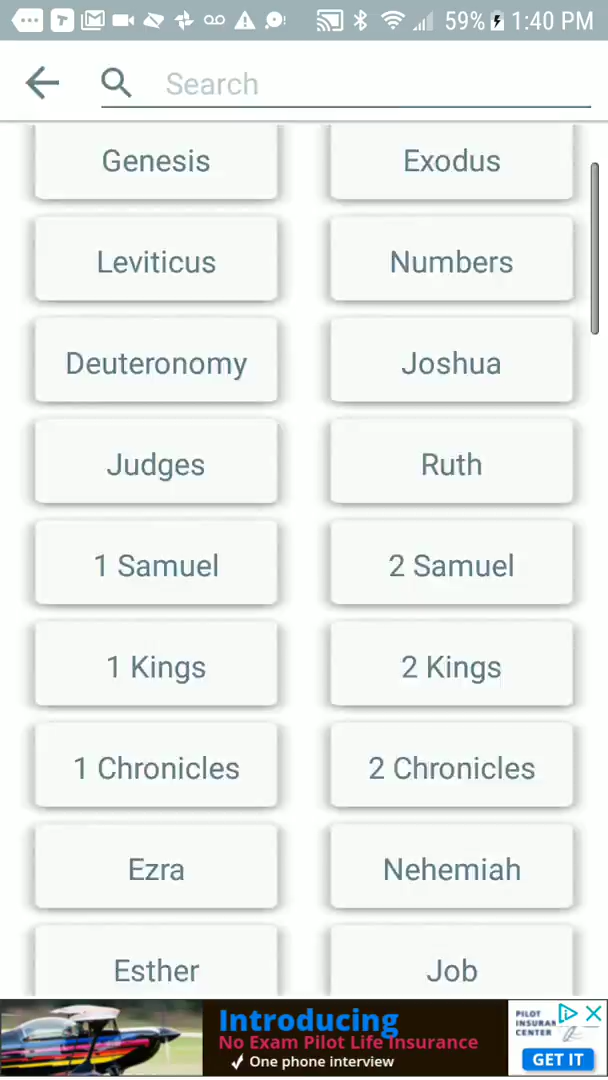 59% 1:40 PM
Search
Genesis Exodus
Leviticus Numbers
Deuteronomy Joshua
Judges Ruth
1 Samuel 2 Samuel
1 Kings 2 Kings
1 Chronicles 2 Chronicles
Ezra Nehemiah
Esther Job
Introducing
No Exam Pilot Life Insurance
✓ One phone interview
PILOT
INSURAN
CENTER
GET IT